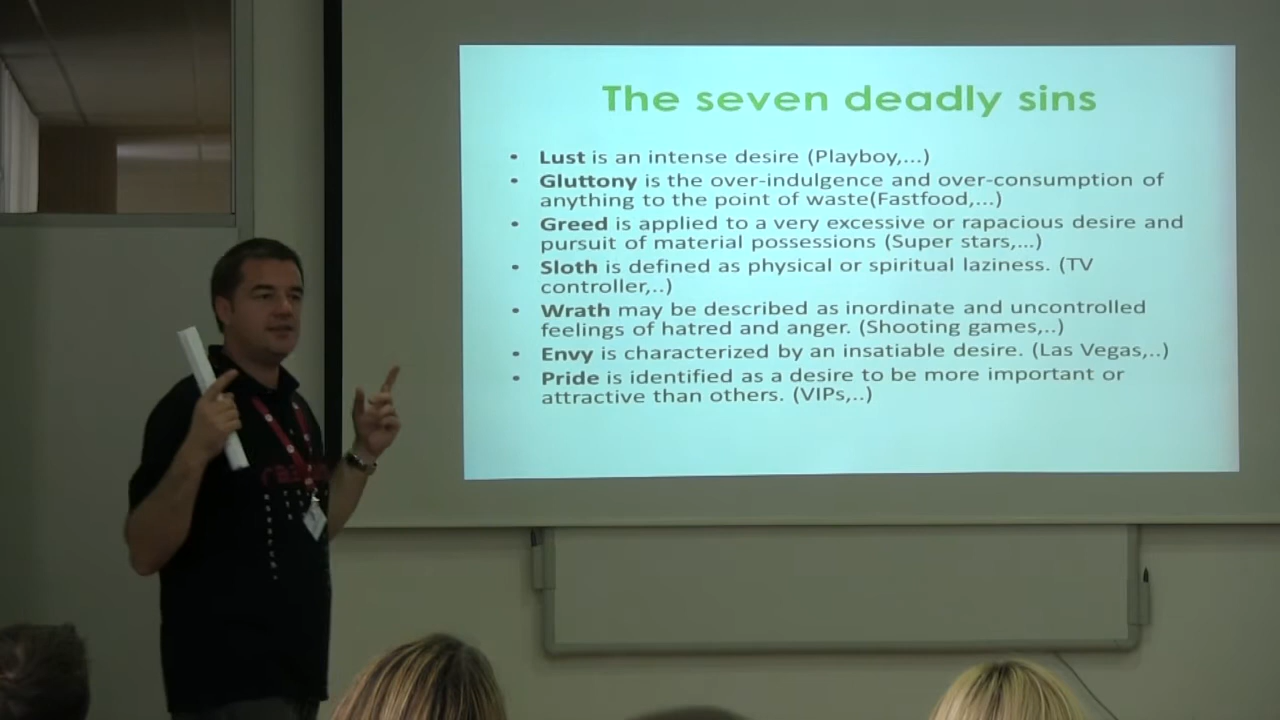 The seven deadly sins
• Lust is an intense desire (Playboy,...)
• Gluttony is the over-indulgence and over-consumption of
anything to the point of waste(Fastfood,...)
• Greed is applied to a very excessive or rapacious desire and
pursuit of material possessions (Super stars,...)
• Sloth is defined as physical or spiritual laziness. (TV
controller,..)
• Wrath may be described as inordinate and uncontrolled
feelings of hatred and anger. (Shooting games,..)
• Envy is characterized by an insatiable desire. (Las Vegas,..)
• Pride is identified as a desire to be more important or
attractive than others. (VIPs,..)